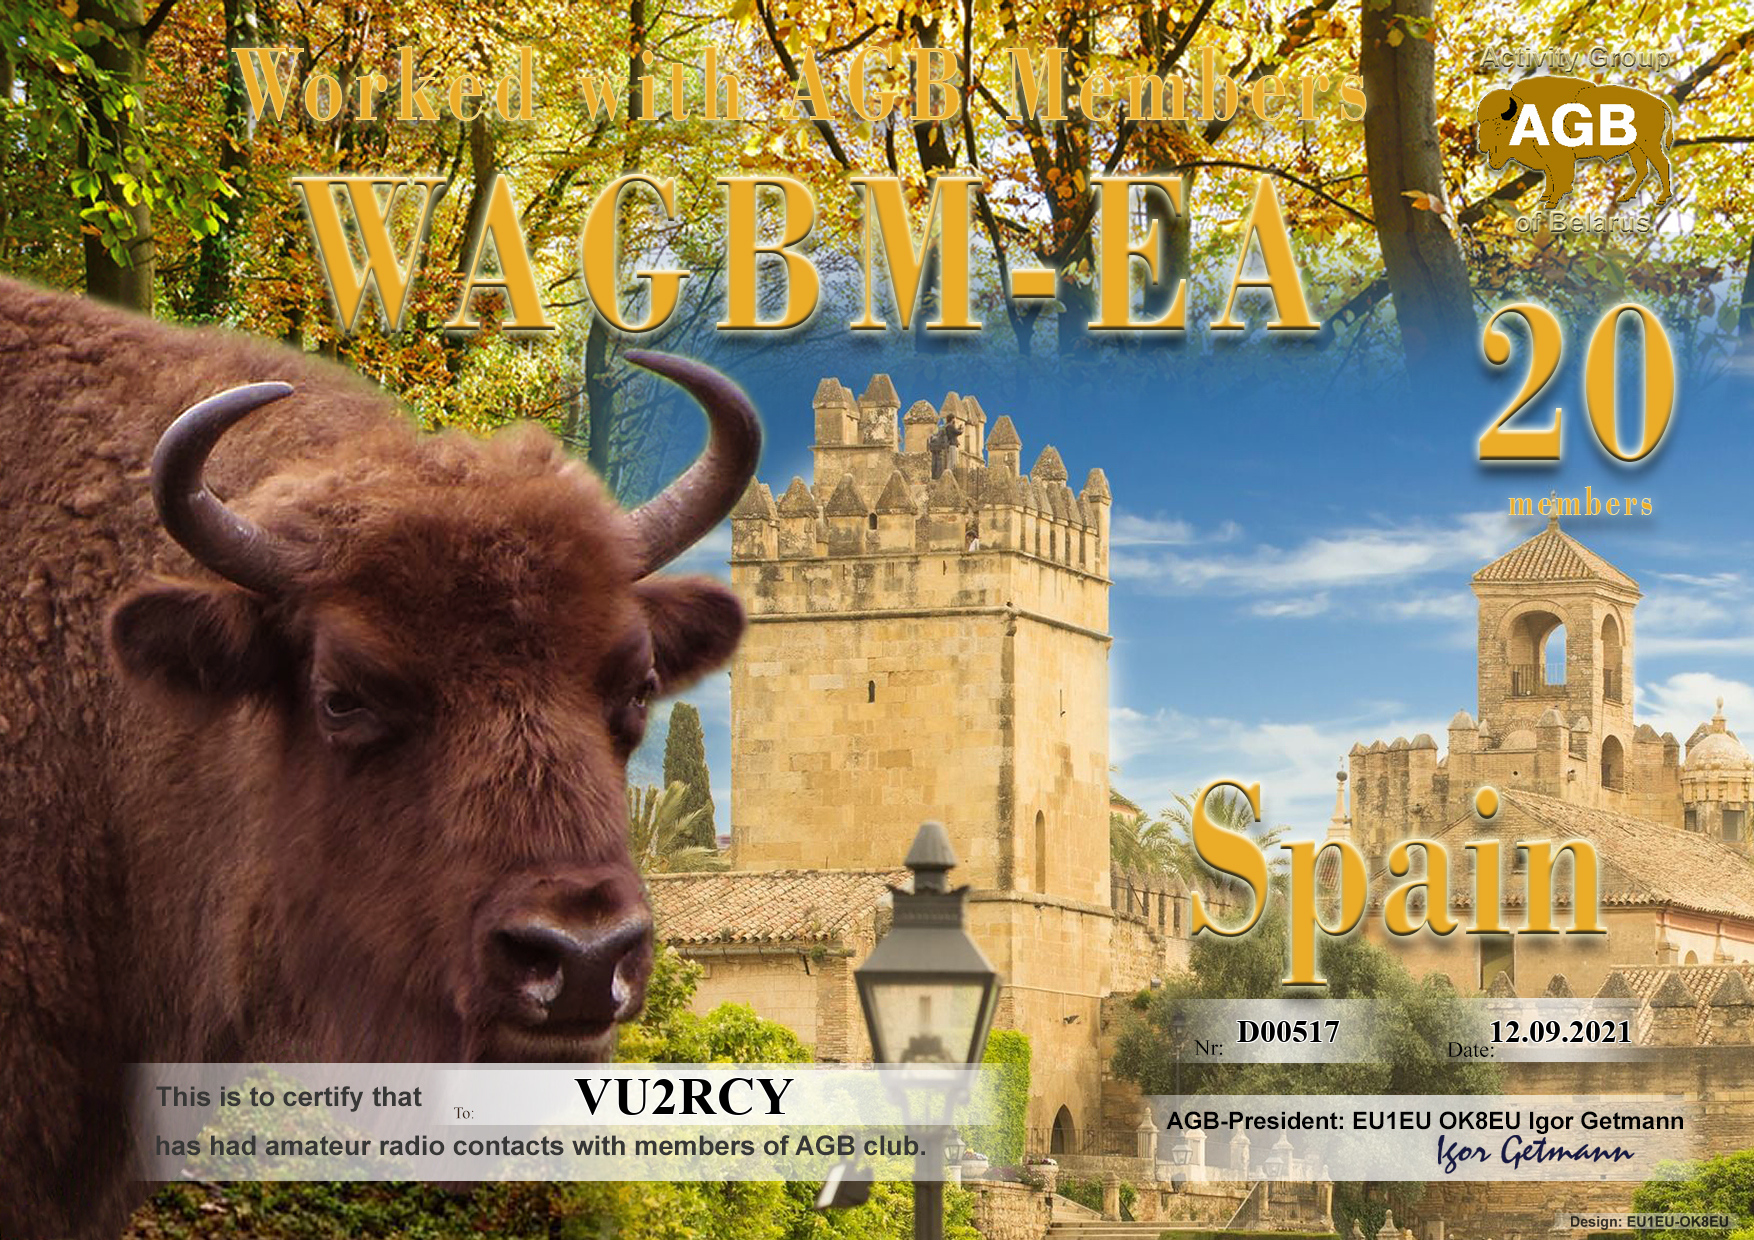 Worked with AGB Members
Activity Group
AGB
of Belarus
WAGBM-EA
20
members
Spain
Nr: D00517
Date: 12.09.2021
This is to certify that
To: VU2RCY
has had amateur radio contacts with members of AGB club.
AGB-President: EU1EU OK8EU Igor Getmann
Igor Getmann
Design: EU1EU-OK8EU